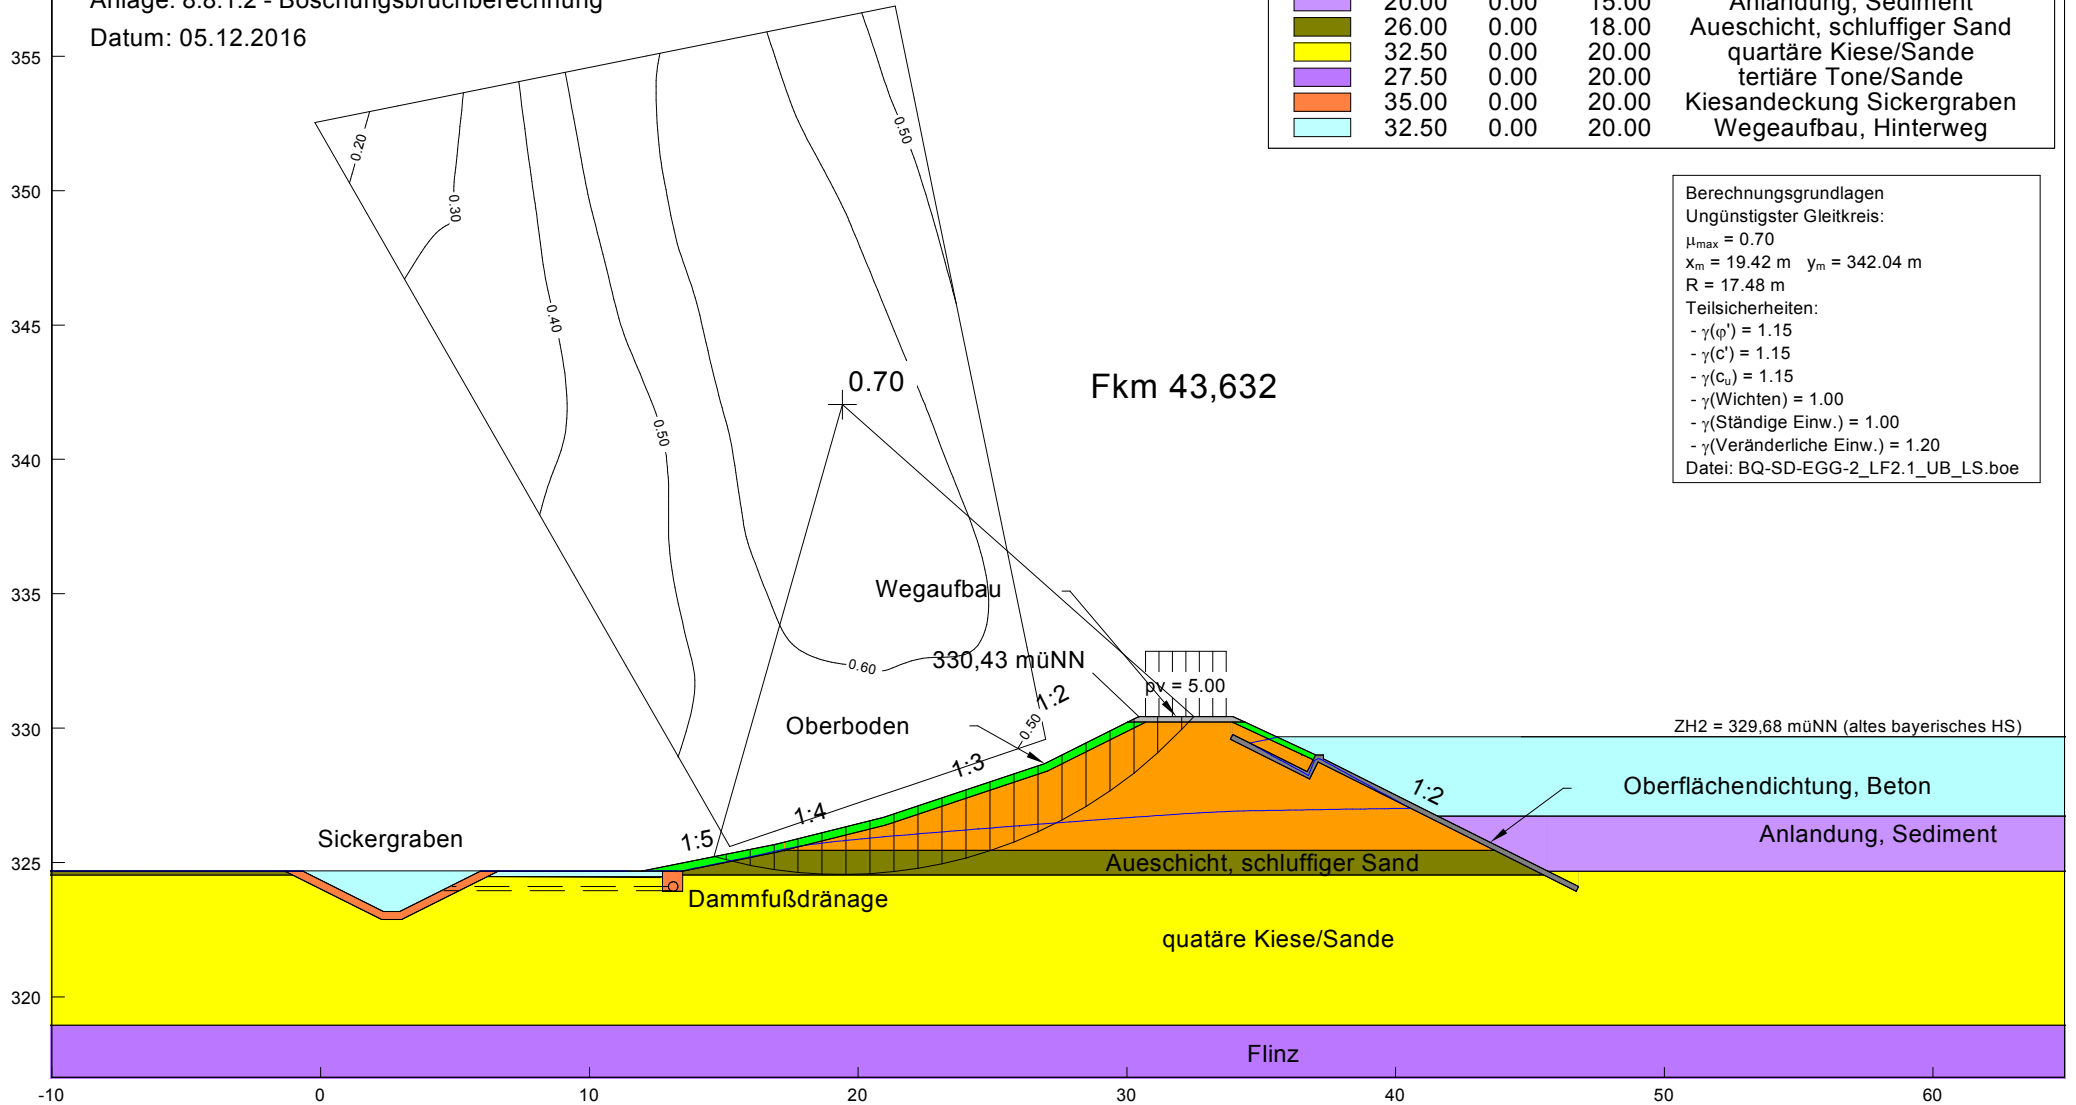 Anlage: 8.8.1.2 - Böschungsbruchberechnung
Datum: 05.12.2016
20.00 0.00 15.00 Anlandung, Sediment
26.00 0.00 18.00 Aueschicht, schluffiger Sand
32.50 0.00 20.00 quartäre Kiese/Sande
27.50 0.00 20.00 tertiäre Tone/Sande
35.00 0.00 20.00 Kiesandeckung Sickergraben
32.50 0.00 20.00 Wegeaufbau, Hinterweg
Berechnungsgrundlagen
Ungünstigster Gleitkreis:
μmax = 0.70
xm = 19.42 m ym = 342.04 m
R = 17.48 m
Teilsicherheiten:
- γ(φ') = 1.15
- γ(c') = 1.15
- γ(cu) = 1.15
- γ(Wichten) = 1.00
- γ(Ständige Einw.) = 1.00
- γ(Veränderliche Einw.) = 1.20
Datei: BQ-SD-EGG-2_LF2.1_UB_LS.boe
355
350
345
340
335
330
325
320
0.20
0.30
0.40
0.50
0.50
0.60
0.50
0.70
Fkm 43,632
Wegaufbau
330,43 müNN
pv = 5.00
Oberboden
1:2
1:3
1:4
1:5
ZH2 = 329,68 müNN (altes bayerisches HS)
1:2
Oberflächendichtung, Beton
Anlandung, Sediment
Sickergraben
Aueschicht, schluffiger Sand
Dammfußdränage
quatäre Kiese/Sande
Flinz
-10 0 10 20 30 40 50 60